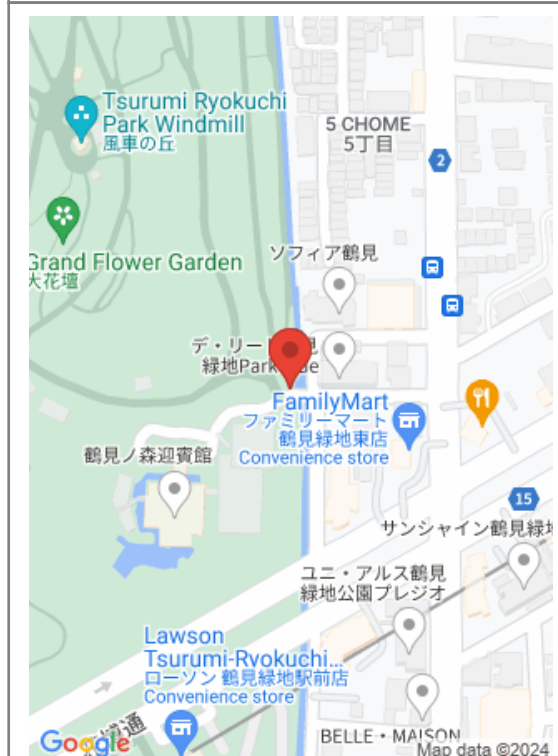 Tsurumi Ryokuchi
Park Windmill
風車の丘
5 CHOME
5丁目
2
Grand Flower Garden
大花壇
ソフィア鶴見
デ・リー
緑地Park
FamilyMart
ファミリーマート
鶴見緑地東店
Convenience store
鶴見ノ森迎賓館
15
サンシャイン鶴見緑地
ユニ・アルス鶴見
緑地公園プレジオ
Lawson
Tsurumi-Ryokuchi...
ローソン 鶴見緑地駅前店
Convenience store
通
BELLE・MAISON
Google
Map data ©2024